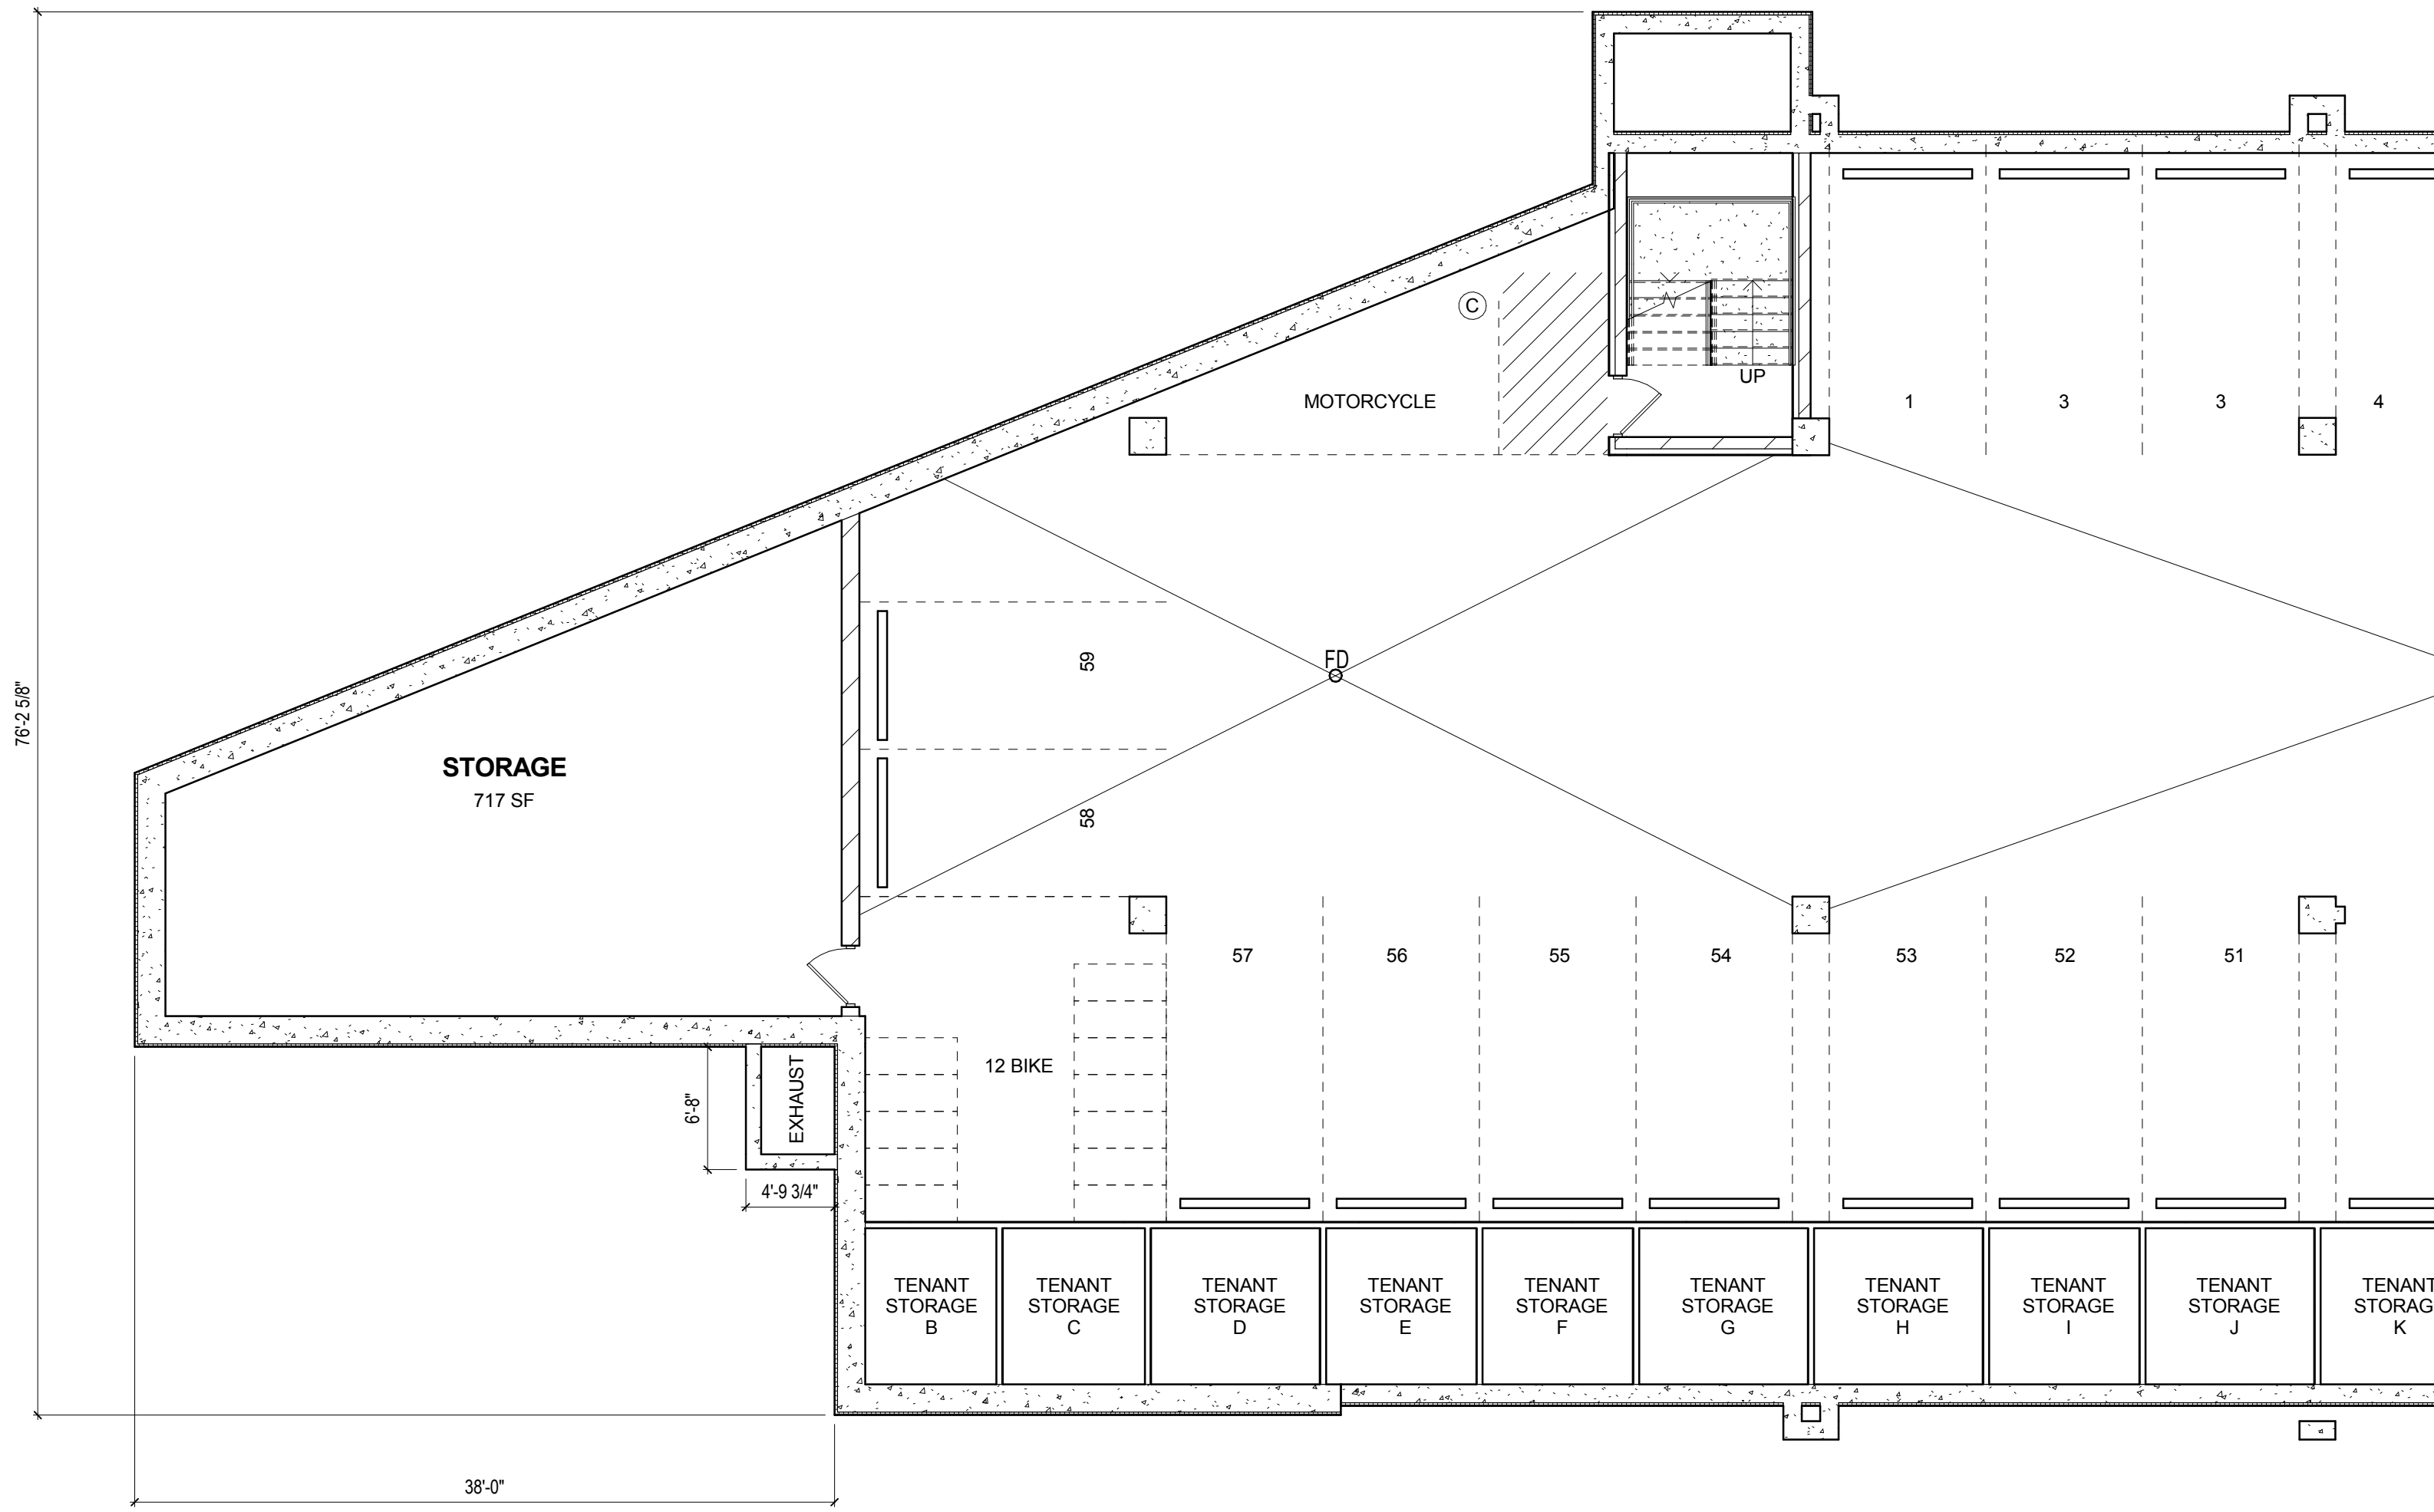 C
UP
MOTORCYCLE
1
3
3
4
76'-2 5/8"
59
FD
STORAGE
717 SF
58
57
56
55
54
53
52
51
12 BIKE
EXHAUST
6'-8"
4'-9 3/4"
TENANT
STORAGE
B
TENANT
STORAGE
C
TENANT
STORAGE
D
TENANT
STORAGE
E
TENANT
STORAGE
F
TENANT
STORAGE
G
TENANT
STORAGE
H
TENANT
STORAGE
I
TENANT
STORAGE
J
TENANT
STORAG
K
38'-0"